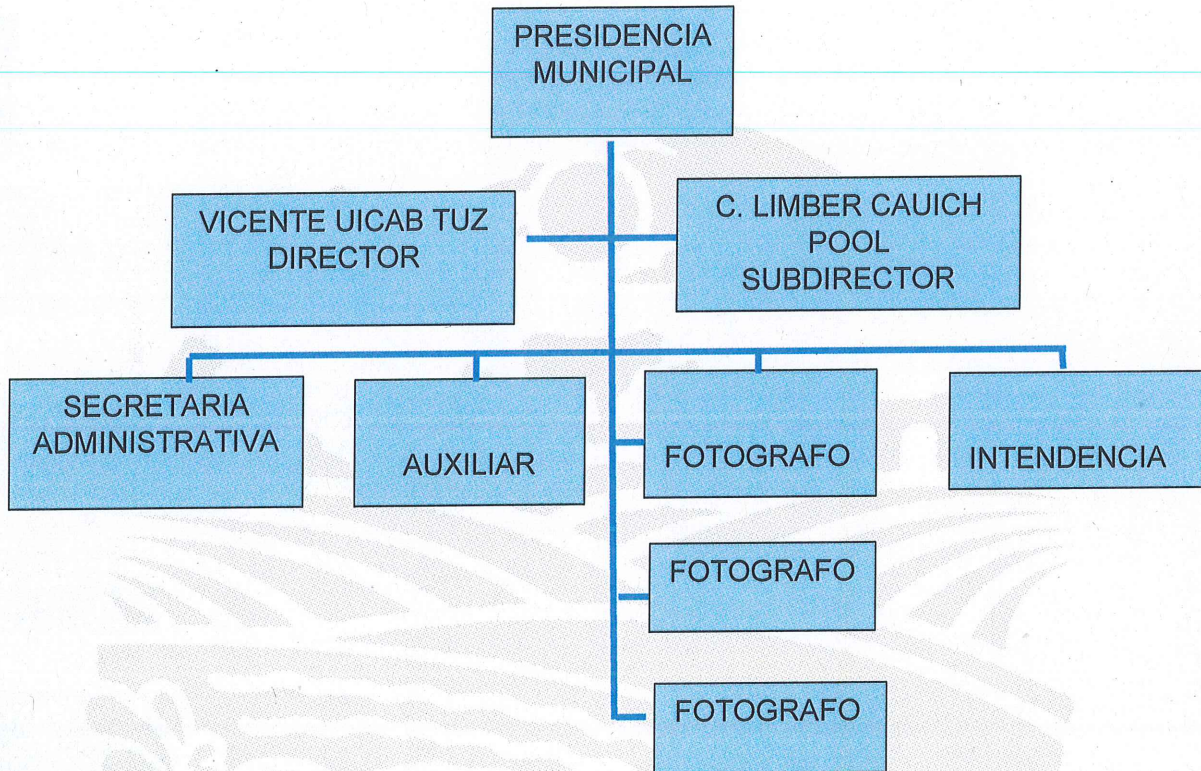 PRESIDENCIA
MUNICIPAL
VICENTE UICAB TUZ
DIRECTOR
C. LIMBER CAUICH
POOL
SUBDIRECTOR
SECRETARIA
ADMINISTRATIVA
AUXILIAR
FOTOGRAFO
INTENDENCIA
FOTOGRAFO
FOTOGRAFO